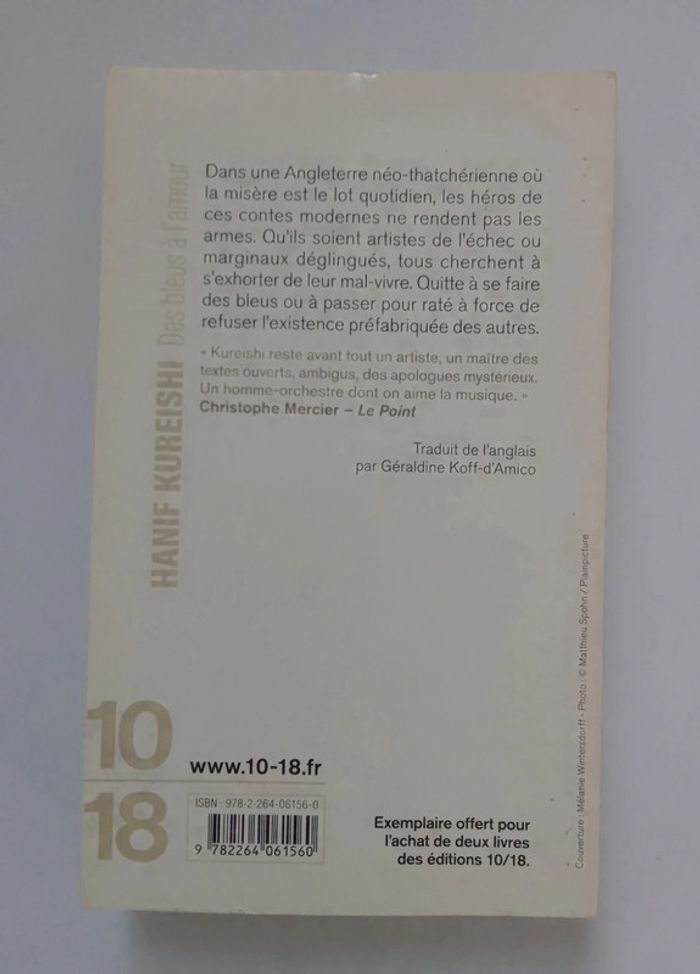 Dans une Angleterre néo-thatchérienne où
la misère est le lot quotidien, les héros de
ces contes modernes ne rendent pas les
armes. Qu'ils soient artistes de l'échec ou
marginaux déglingués, tous cherchent à
s'exhorter de leur mal-vivre. Quitte à se faire
des bleus ou à passer pour raté à force de
refuser l'existence préfabriquée des autres.
« Kureishi reste avant tout un artiste, un maître des
textes ouverts, ambigus, des apologues mystérieux.
Un homme-orchestre dont on aime la musique. »
Christophe Mercier – Le Point
Traduit de l'anglais
par Géraldine Koff-d'Amico
HANIF KUREISHI Des bleus à l'amour
10
18
www.10-18.fr
ISBN : 978-2-264-06156-0
9 782264 061560
Exemplaire offert pour
l'achat de deux livres
des éditions 10/18.
Couverture : Mélanie Wintersdorff - Photo : © Matthieu Spohn / Plainpicture